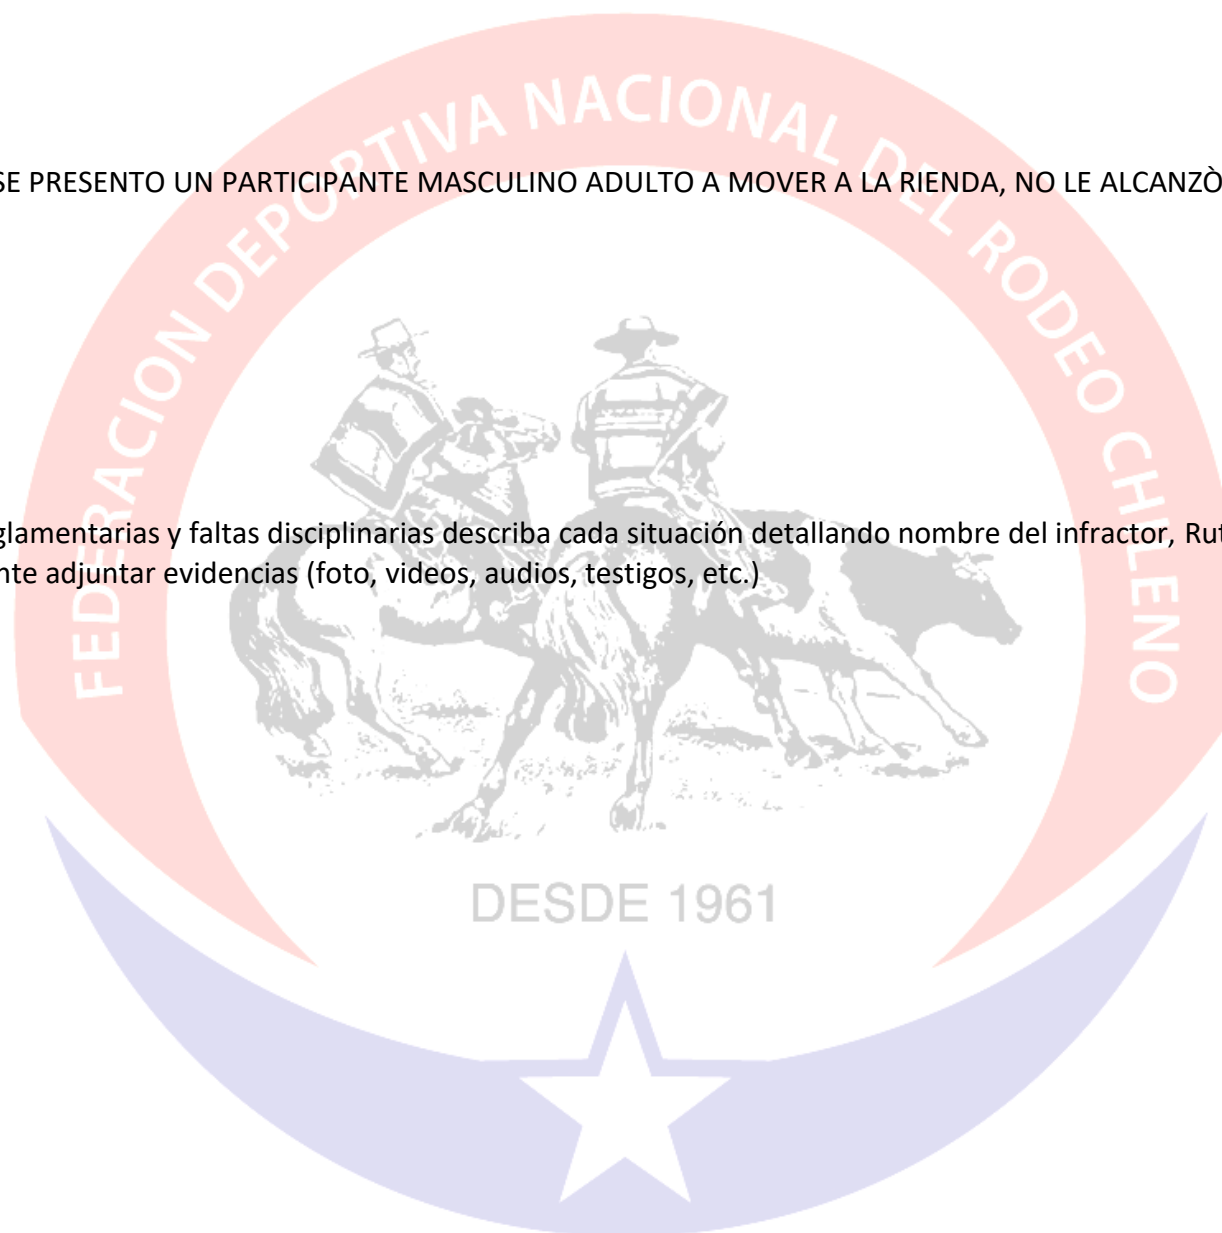 FEDERACION DEPORTIVA NACIONAL DEL RODEO CHILENO
SE PRESENTO UN PARTICIPANTE MASCULINO ADULTO A MOVER A LA RIENDA, NO LE ALCANZÒ
glamentarias y faltas disciplinarias describa cada situación detallando nombre del infractor, Rut
nte adjuntar evidencias (foto, videos, audios, testigos, etc.)
DESDE 1961